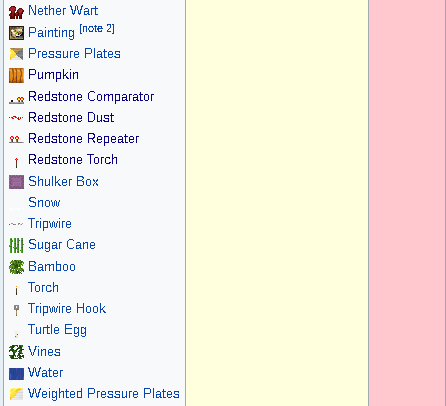 Nether Wart
Painting [note 2]
Pressure Plates
Pumpkin
Redstone Comparator
Redstone Dust
Redstone Repeater
Redstone Torch
Shulker Box
Snow
Tripwire
Sugar Cane
Bamboo
Torch
Tripwire Hook
Turtle Egg
Vines
Water
Weighted Pressure Plates